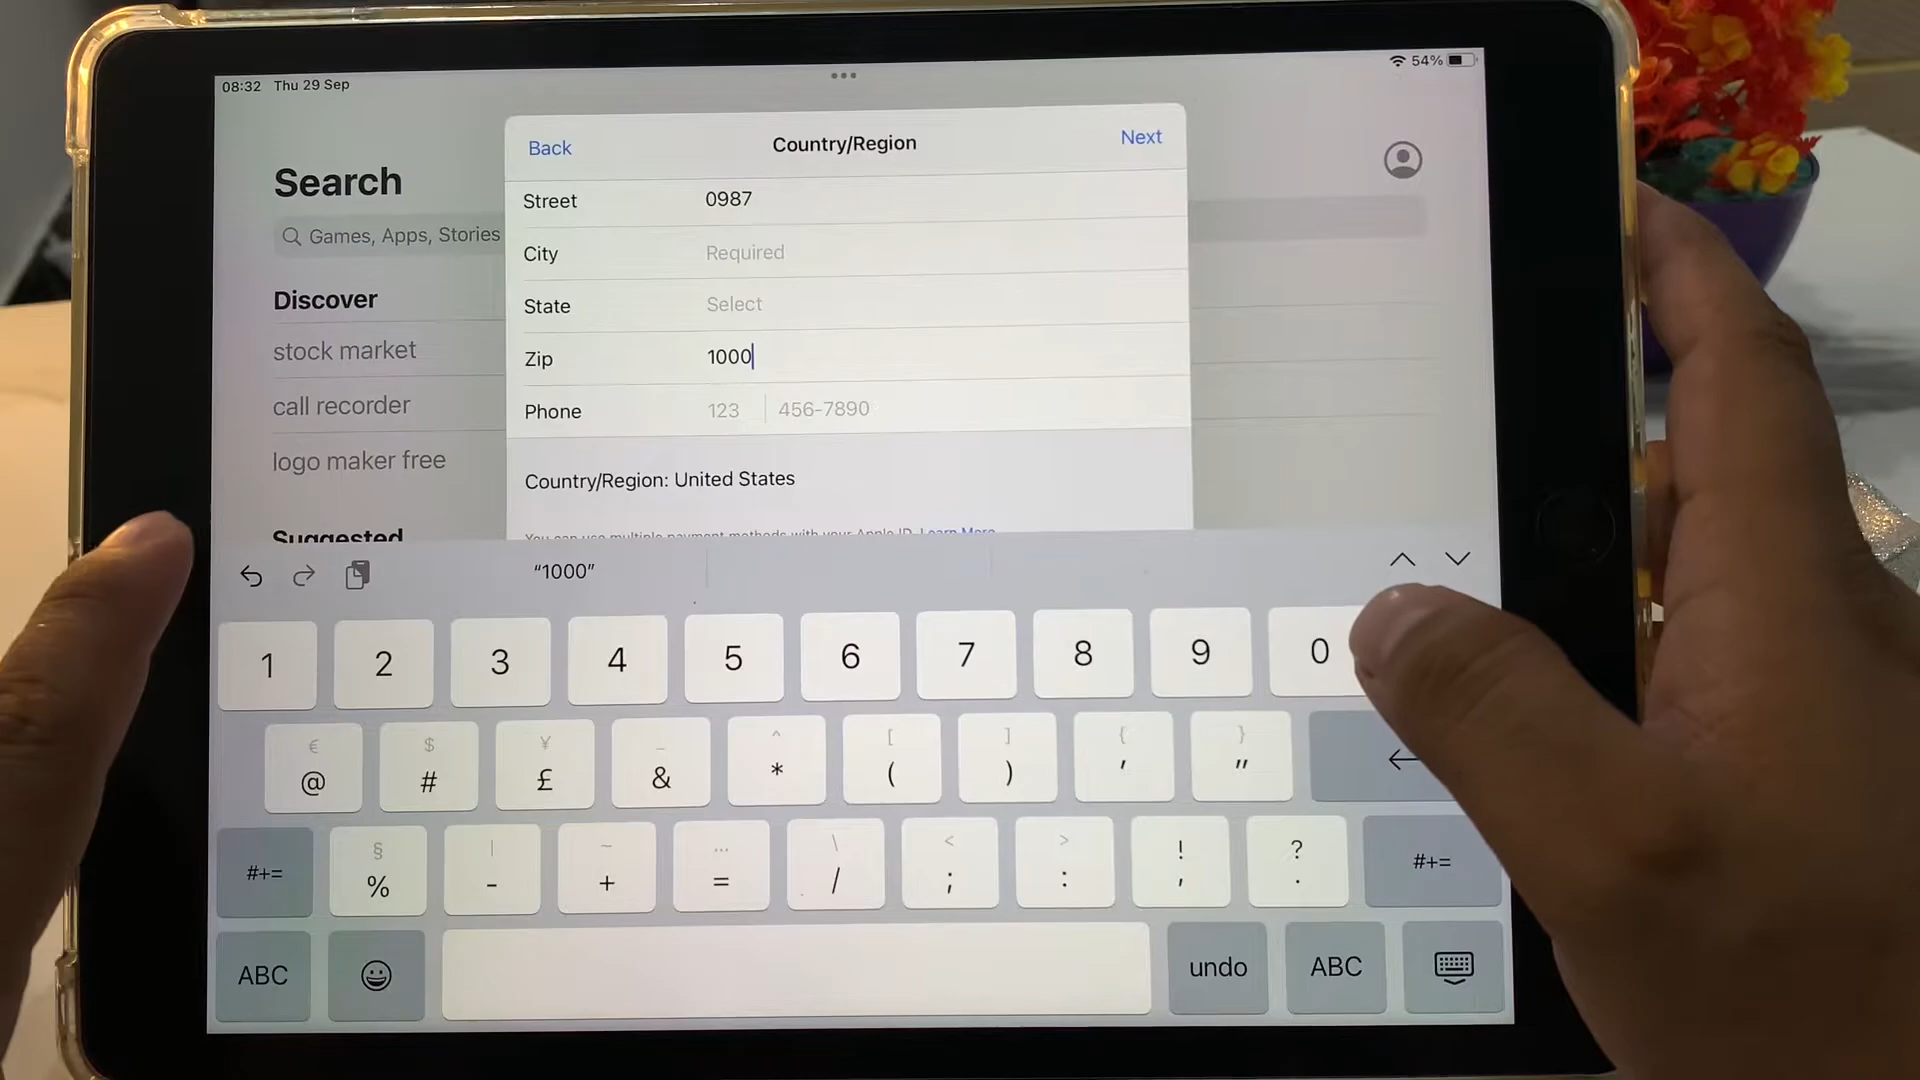 08:32 Thu 29 Sep
54%
Back
Country/Region
Next
Search
Games, Apps, Stories
Discover
stock market
call recorder
logo maker free
Suggested
Street 0987
City Required
State Select
Zip 1000
Phone 123 456-7890
Country/Region: United States
You can use multiple payment methods with your Apple ID. Learn More
"1000"
1 2 3 4 5 6 7 8 9 0
€ $ ¥ _ ^ [ ] { }
@ # £ & * ( ) ' "
§ | ~ … \ < > ! ?
#+= % - + = / ; : , . #+=
ABC undo ABC